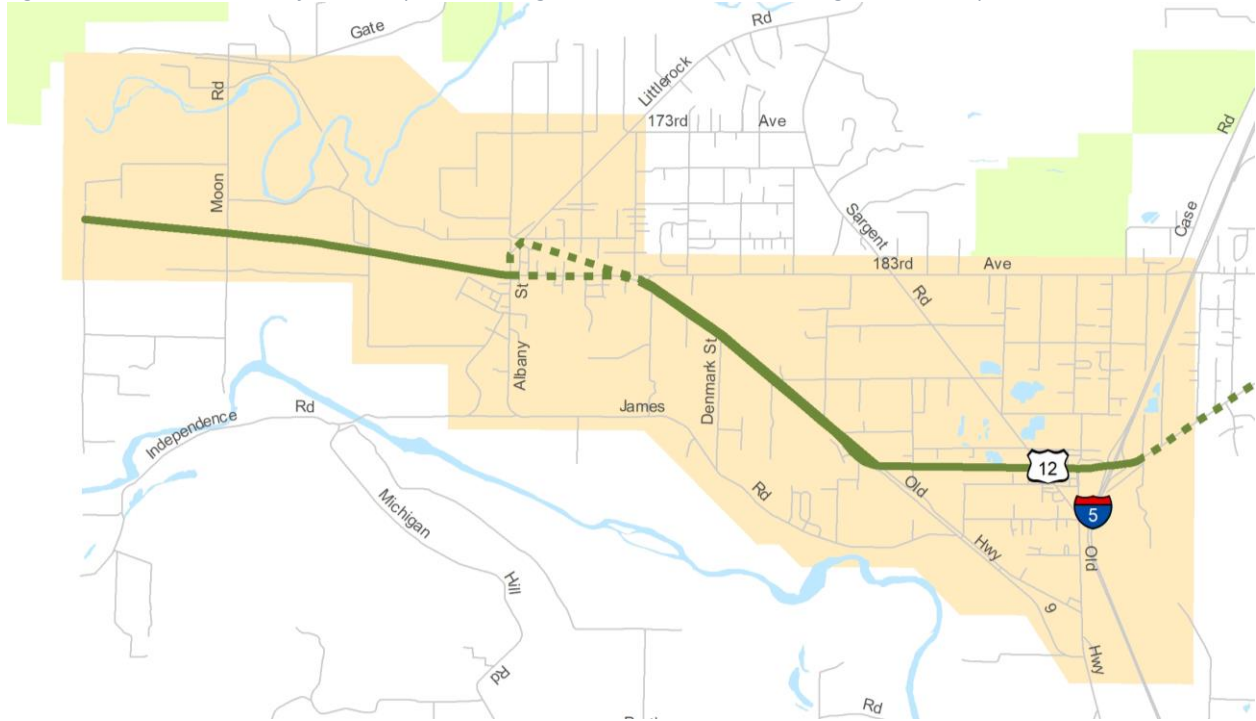 Gate
Rd
Littlerock
Rd
173rd Ave
Rd
Moon
Case
Sargent
183rd Ave
Rd
St
Albany
Denmark St
James
Rd
Independence
Rd
12
Old
Michigan
5
Hwy
Old
Hill
9
Hwy
Rd
Rd